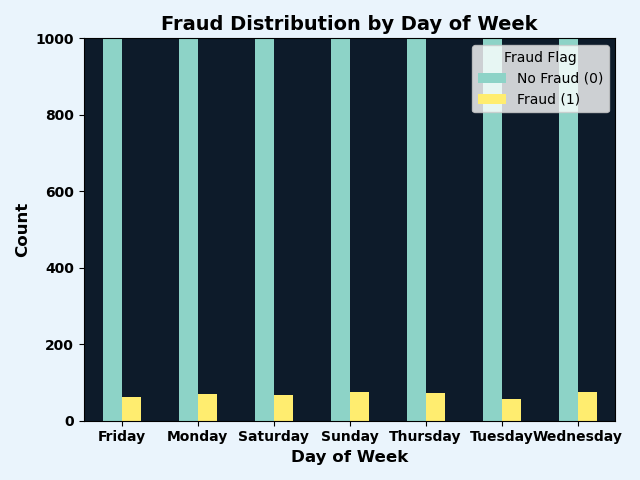 Fraud Distribution by Day of Week
1000
800
600
400
200
0
Count
Fraud Flag
No Fraud (0)
Fraud (1)
Friday Monday Saturday Sunday Thursday Tuesday Wednesday
Day of Week